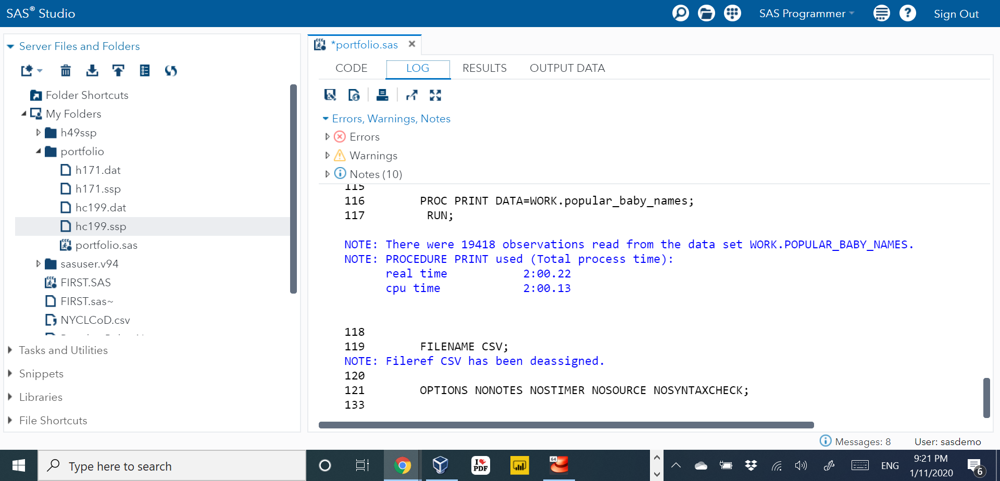 SAS® Studio
SAS Programmer
Sign Out
Server Files and Folders
Folder Shortcuts
My Folders
h49ssp
portfolio
h171.dat
h171.ssp
hc199.dat
hc199.ssp
portfolio.sas
sasuser.v94
FIRST.SAS
FIRST.sas~
NYCLCoD.csv
Tasks and Utilities
Snippets
Libraries
File Shortcuts
*portfolio.sas
CODE LOG RESULTS OUTPUT DATA
Errors, Warnings, Notes
Errors
Warnings
Notes (10)
115
116 PROC PRINT DATA=WORK.popular_baby_names;
117 RUN;
NOTE: There were 19418 observations read from the data set WORK.POPULAR_BABY_NAMES.
NOTE: PROCEDURE PRINT used (Total process time):
real time 2:00.22
cpu time 2:00.13
118
119 FILENAME CSV;
NOTE: Fileref CSV has been deassigned.
120
121 OPTIONS NONOTES NOSTIMER NOSOURCE NOSYNTAXCHECK;
133
Messages: 8
User: sasdemo
Type here to search
I ♥ PDF
64
ENG
9:21 PM
1/11/2020
6